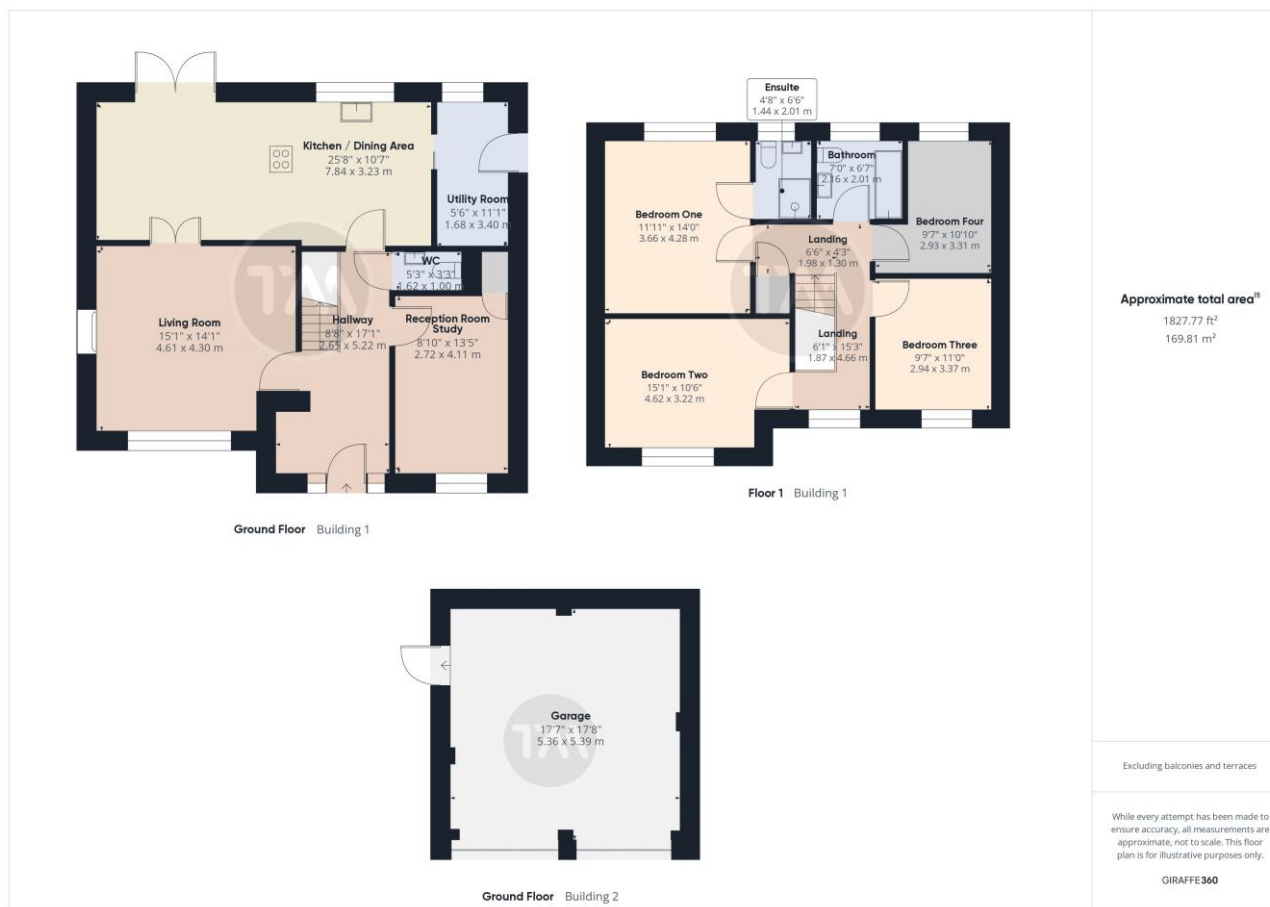 Kitchen / Dining Area
25'8" x 10'7"
7.84 x 3.23 m
Utility Room
5'6" x 11'1"
1.68 x 3.40 m
WC
5'3" x 3'3"
1.62 x 1.00 m
Living Room
15'1" x 14'1"
4.61 x 4.30 m
Hallway
8'8" x 17'1"
5.22 m
Reception Room
Study
8'10" x 13'5"
2.72 x 4.11 m
Ground Floor Building 1
Ensuite
4'8" x 6'6"
1.44 x 2.01 m
Bathroom
7'0" x 6'7"
2.16 x 2.01 m
Bedroom One
11'11" x 14'0"
3.66 x 4.28 m
Bedroom Four
9'7" x 10'10"
2.93 x 3.31 m
Landing
6'6" x 4'3"
1.98 x 1.30 m
Landing
6'1" x 15'3"
1.87 x 4.66 m
Bedroom Two
15'1" x 10'6"
4.62 x 3.22 m
Bedroom Three
9'7" x 11'0"
2.94 x 3.37 m
Floor 1 Building 1
TM
TM
Garage
17'7" x 17'8"
5.36 x 5.39 m
TM
Ground Floor Building 2
Approximate total area⁽¹⁾
1827.77 ft²
169.81 m²
Excluding balconies and terraces
While every attempt has been made to
ensure accuracy, all measurements are
approximate, not to scale. This floor
plan is for illustrative purposes only.
GIRAFFE360